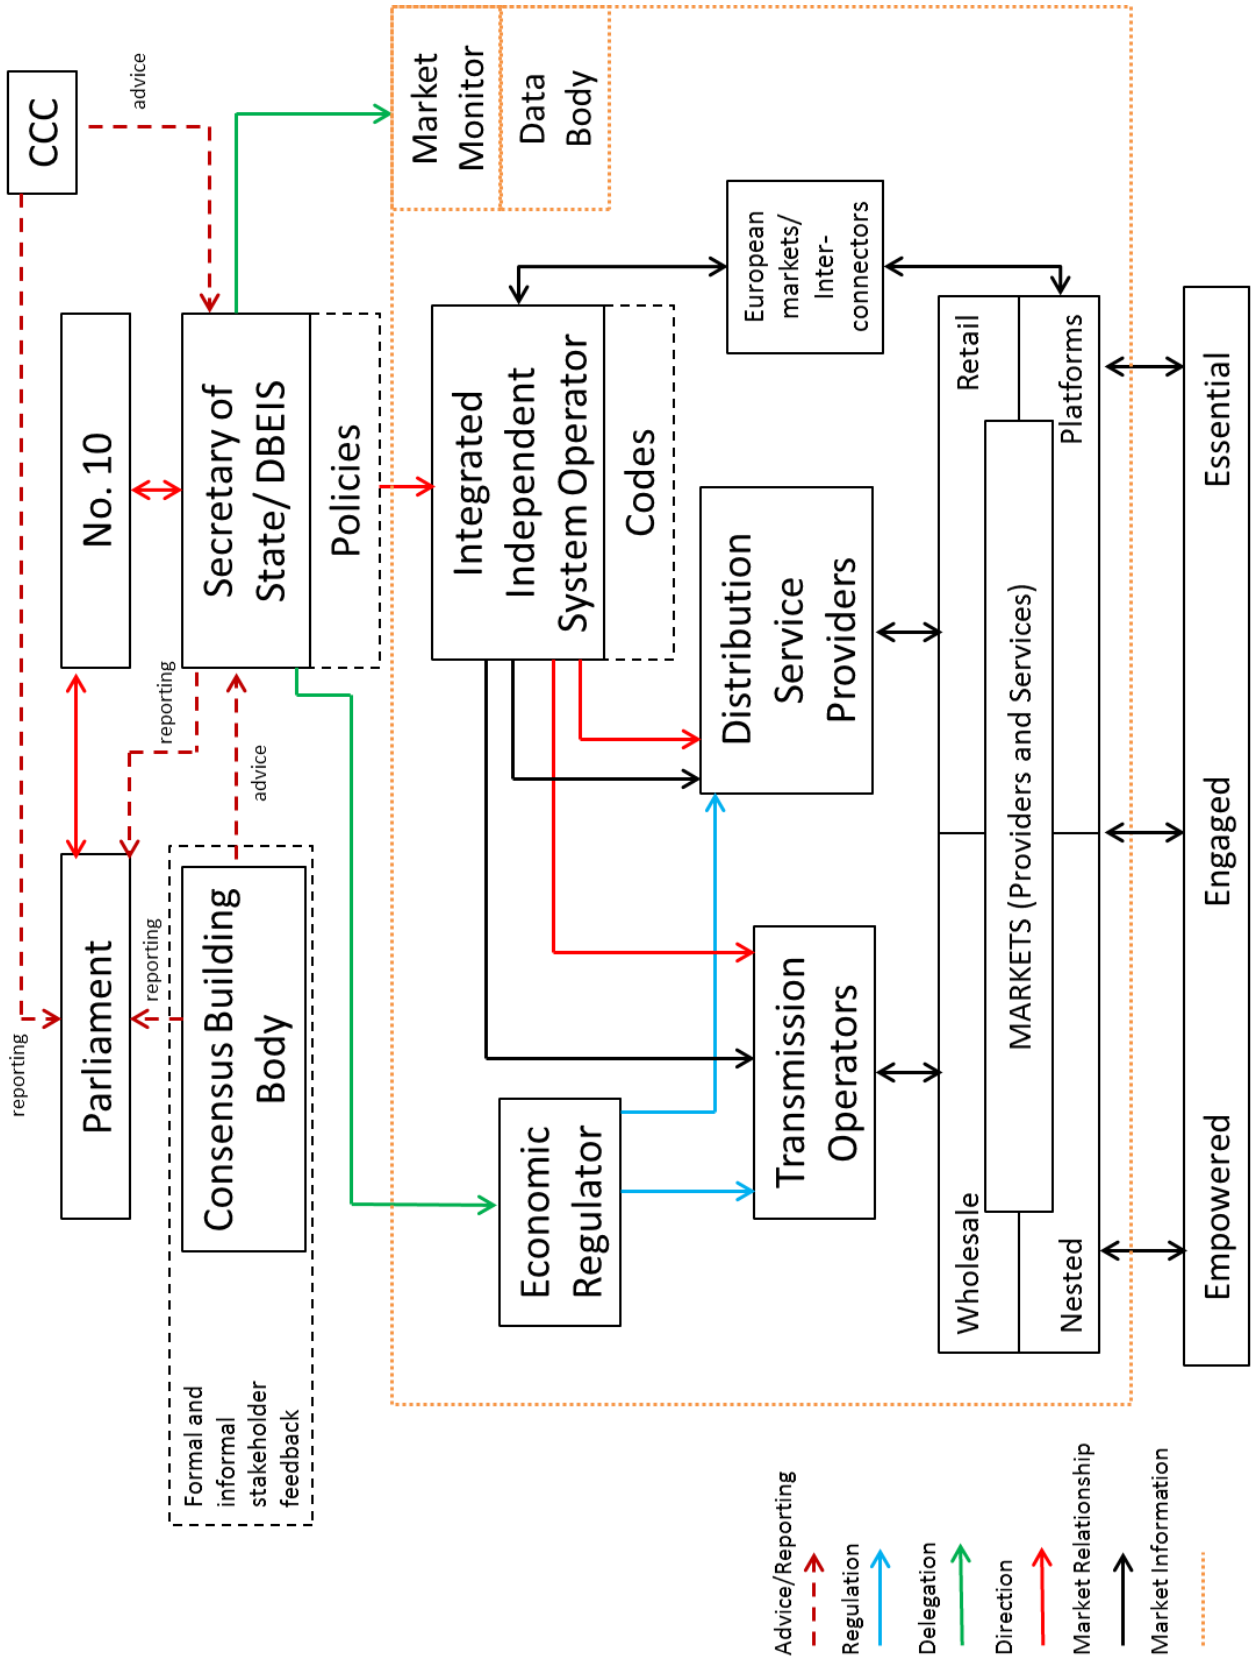 CCC
advice
reporting
No. 10
Parliament
reporting
Secretary of
State/ DBEIS
Policies
reporting
advice
Consensus Building
Body
Formal and
informal
stakeholder
feedback
Market
Monitor
Data
Body
Integrated
Independent
System Operator
Codes
European
markets/
Inter-
connectors
Economic
Regulator
Distribution
Service
Providers
Transmission
Operators
Wholesale
Retail
MARKETS (Providers and Services)
Nested
Platforms
Empowered
Engaged
Essential
Advice/Reporting
Regulation
Delegation
Direction
Market Relationship
Market Information